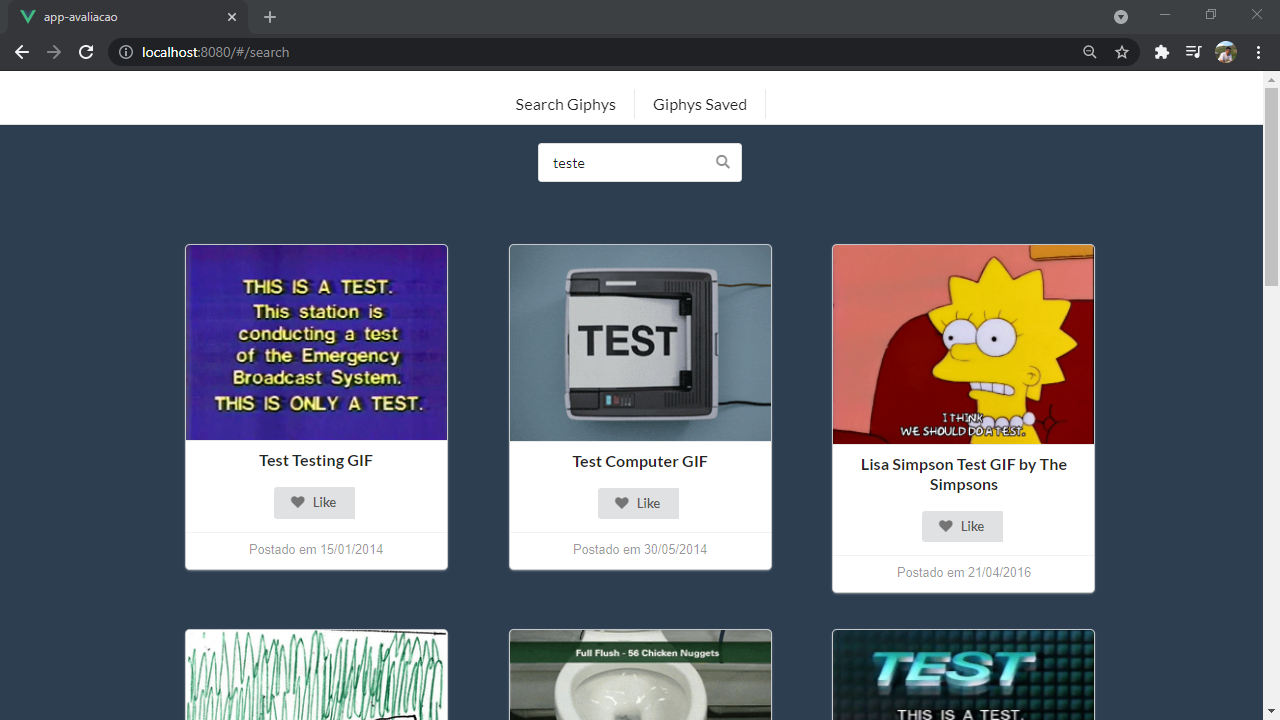 app-avaliacao
localhost:8080/#/search
Search Giphys
Giphys Saved
teste
THIS IS A TEST.
This station is
conducting a test
of the Emergency
Broadcast System.
THIS IS ONLY A TEST.
Test Testing GIF
Like
Postado em 15/01/2014
TEST
Test Computer GIF
Like
Postado em 30/05/2014
I THINK
WE SHOULD DO A TEST.
Lisa Simpson Test GIF by The
Simpsons
Like
Postado em 21/04/2016
Full Flush - 56 Chicken Nuggets
TEST
THIS IS A TEST.